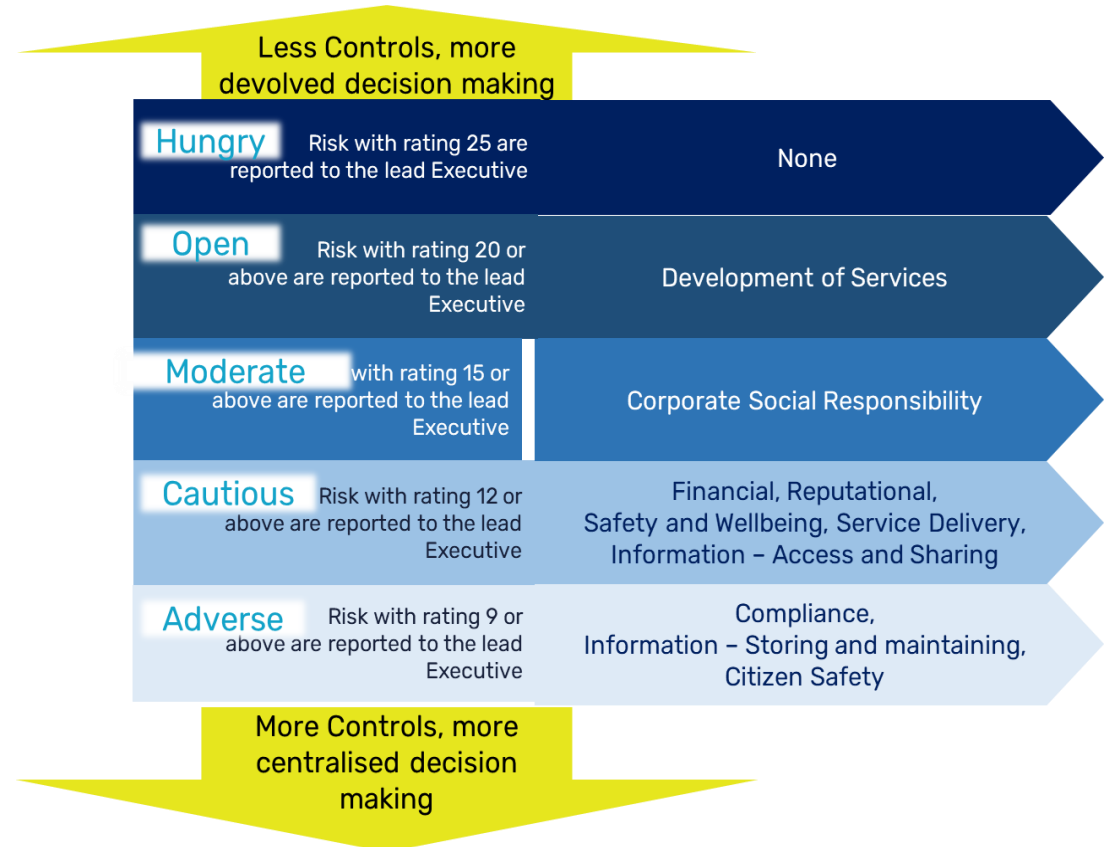 Less Controls, more
devolved decision making
Hungry
Risk with rating 25 are
reported to the lead Executive
None
Open
Risk with rating 20 or
above are reported to the lead
Executive
Development of Services
Moderate
with rating 15 or
above are reported to the lead
Executive
Corporate Social Responsibility
Cautious
Risk with rating 12 or
above are reported to the lead
Executive
Financial, Reputational,
Safety and Wellbeing, Service Delivery,
Information – Access and Sharing
Adverse
Risk with rating 9 or
above are reported to the lead
Executive
Compliance,
Information – Storing and maintaining,
Citizen Safety
More Controls, more
centralised decision
making